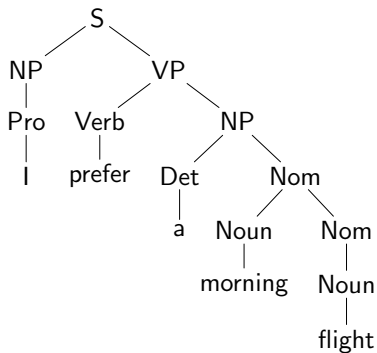 S
NP VP
Pro Verb NP
I prefer Det Nom
a Noun Nom
morning Noun
flight